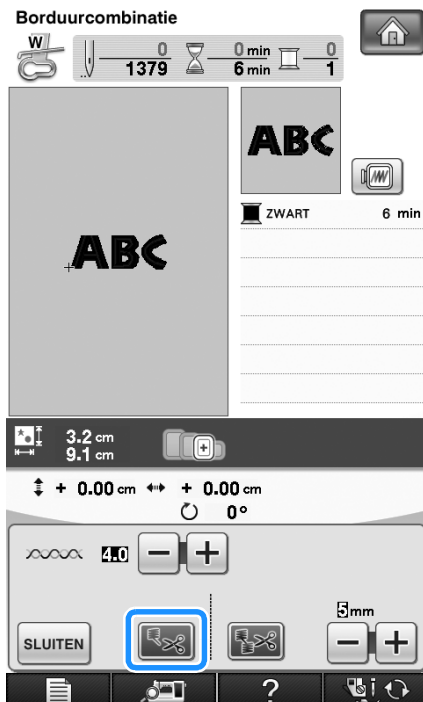 Borduurcombinatie
W
0 0 min 0
1379 6 min 1
ABC
ABC
ZWART 6 min
3.2 cm
9.1 cm
+ 0.00 cm + 0.00 cm
0°
4.0 − +
5mm
SLUITEN − +
? i